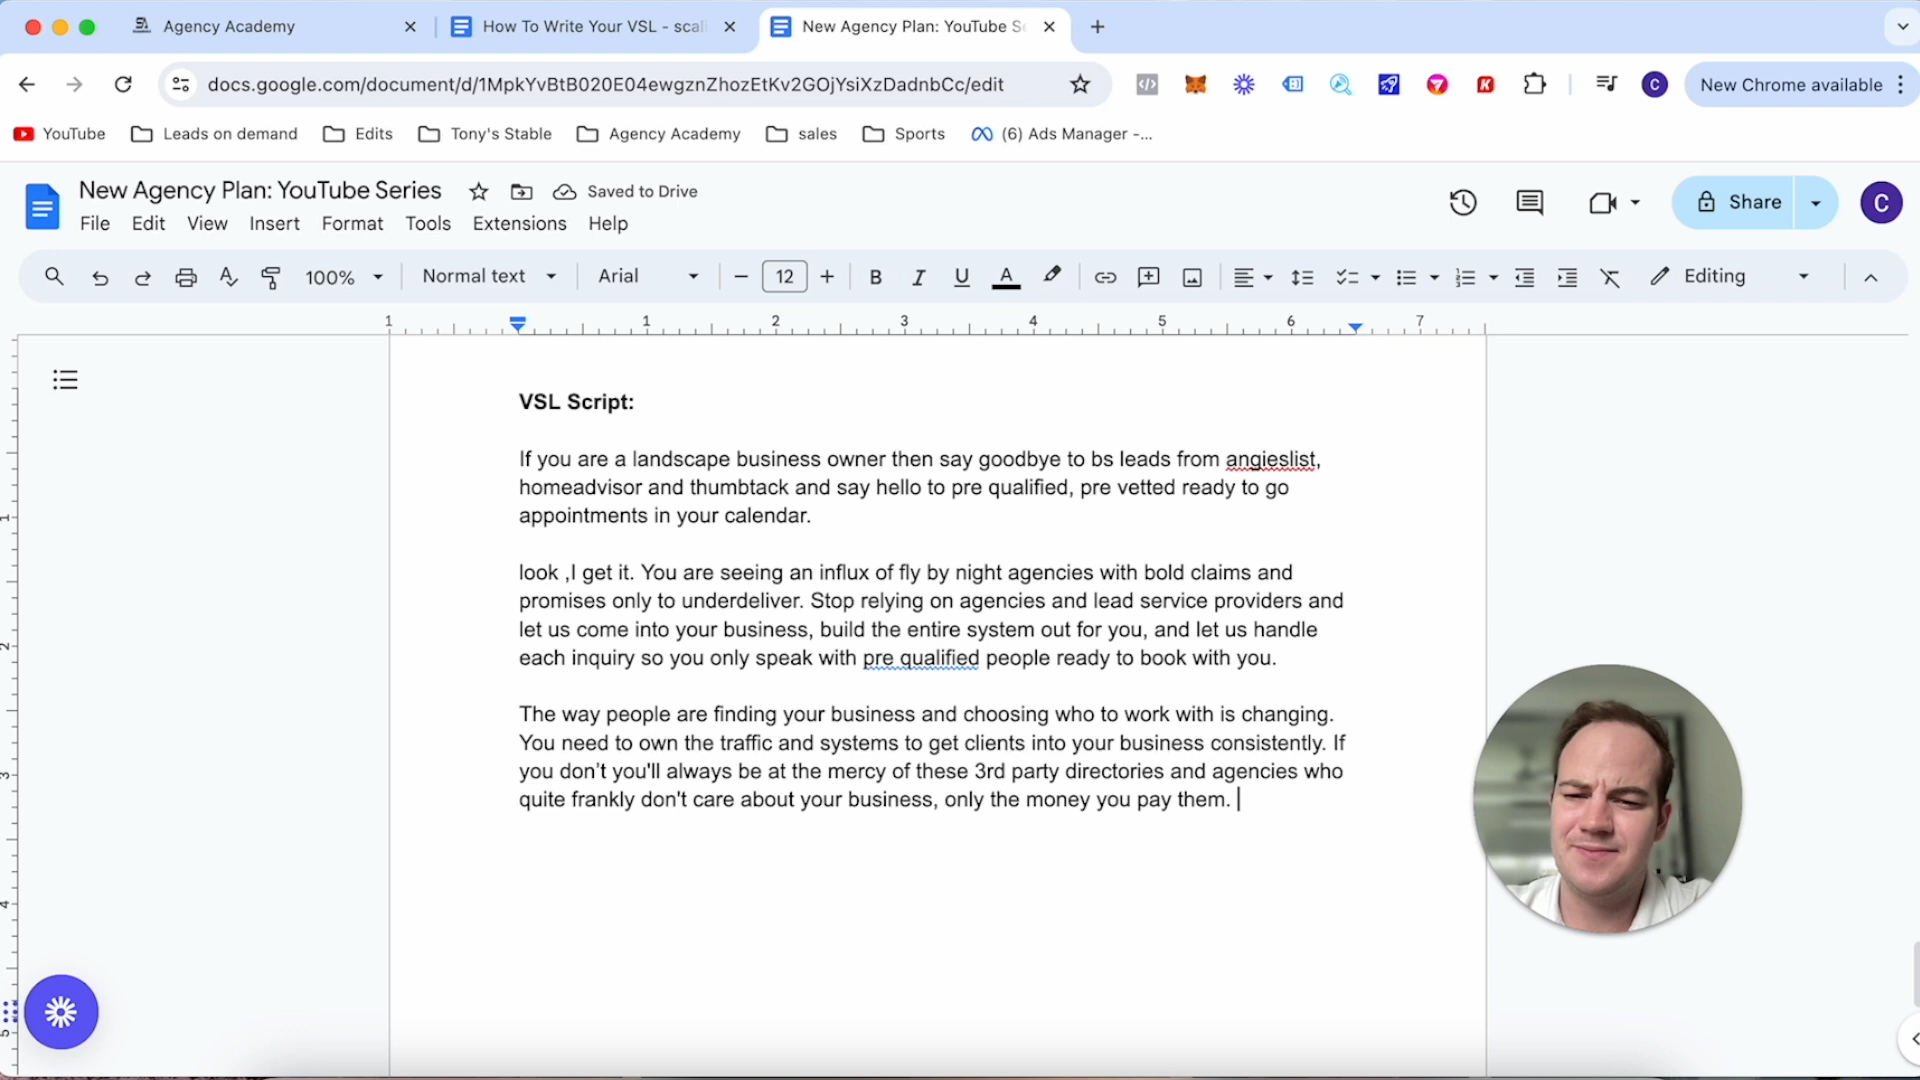 Agency Academy
How To Write Your VSL - scal
New Agency Plan: YouTube Se
docs.google.com/document/d/1MpkYvBtB020E04ewgznZhozEtKv2GOjYsiXzDadnbCc/edit
New Chrome available
YouTube
Leads on demand
Edits
Tony's Stable
Agency Academy
sales
Sports
(6) Ads Manager -...
New Agency Plan: YouTube Series
Saved to Drive
File Edit View Insert Format Tools Extensions Help
Share
C
100%
Normal text
Arial
12
Editing
1 1 2 3 4 5 6 7
VSL Script:
If you are a landscape business owner then say goodbye to bs leads from angieslist,
homeadvisor and thumbtack and say hello to pre qualified, pre vetted ready to go
appointments in your calendar.
look ,I get it. You are seeing an influx of fly by night agencies with bold claims and
promises only to underdeliver. Stop relying on agencies and lead service providers and
let us come into your business, build the entire system out for you, and let us handle
each inquiry so you only speak with pre qualified people ready to book with you.
The way people are finding your business and choosing who to work with is changing.
You need to own the traffic and systems to get clients into your business consistently. If
you don't you'll always be at the mercy of these 3rd party directories and agencies who
quite frankly don't care about your business, only the money you pay them.